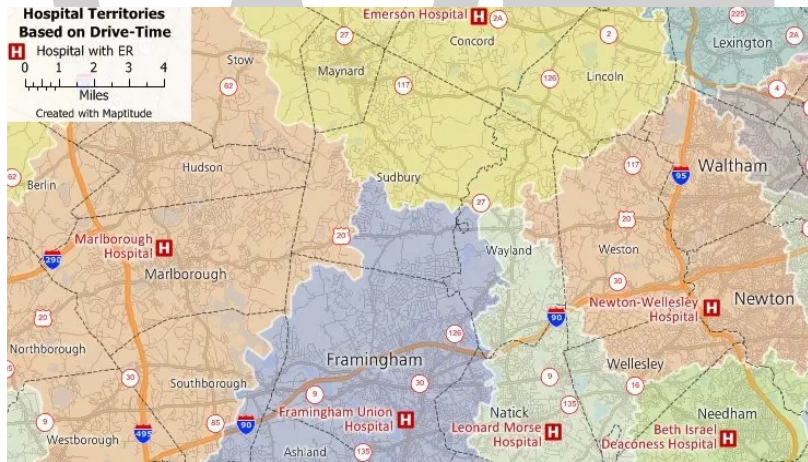 Hospital Territories
Based on Drive-Time
H Hospital with ER
0 1 2 3 4
Miles
Created with Maptitude
Emerson Hospital H
2A
225
Lexington
27
Concord
2
Stow
Maynard
62
117
126
Lincoln
4
Hudson
117
Waltham
95
62
Berlin
Sudbury
27
Marlborough
Hospital H
20
Wayland
20
Weston
290
Marlborough
30
Newton-Wellesley
Hospital H
Newton
20
90
126
Northborough
Framingham
Wellesley
30
Southborough
9
30
9
16
135
Natick
Needham
9
85
90
Framingham Union
Hospital H
Leonard Morse
Hospital H
Beth Israel
Deaconess Hospital H
Westborough
495
Ashland
135